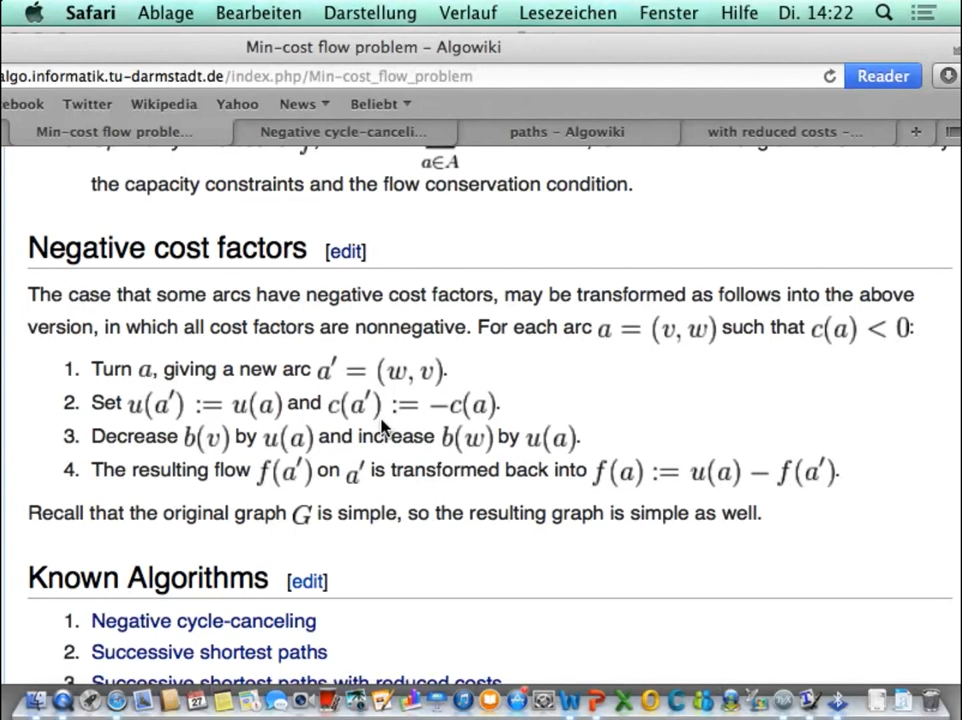 Safari Ablage Bearbeiten Darstellung Verlauf Lesezeichen Fenster Hilfe Di. 14:22
Min-cost flow problem – Algowiki
algo.informatik.tu-darmstadt.de/index.php/Min-cost_flow_problem Reader
ebook Twitter Wikipedia Yahoo News Beliebt
Min-cost flow proble... Negative cycle-canceli... paths – Algowiki with reduced costs –... +
a∈A
the capacity constraints and the flow conservation condition.
Negative cost factors [edit]
The case that some arcs have negative cost factors, may be transformed as follows into the above
version, in which all cost factors are nonnegative. For each arc a = (v, w) such that c(a) < 0:
1. Turn a, giving a new arc a′ = (w, v).
2. Set u(a′) := u(a) and c(a′) := −c(a).
3. Decrease b(v) by u(a) and increase b(w) by u(a).
4. The resulting flow f(a′) on a′ is transformed back into f(a) := u(a) − f(a′).
Recall that the original graph G is simple, so the resulting graph is simple as well.
Known Algorithms [edit]
1. Negative cycle-canceling
2. Successive shortest paths
3. Successive shortest paths with reduced costs